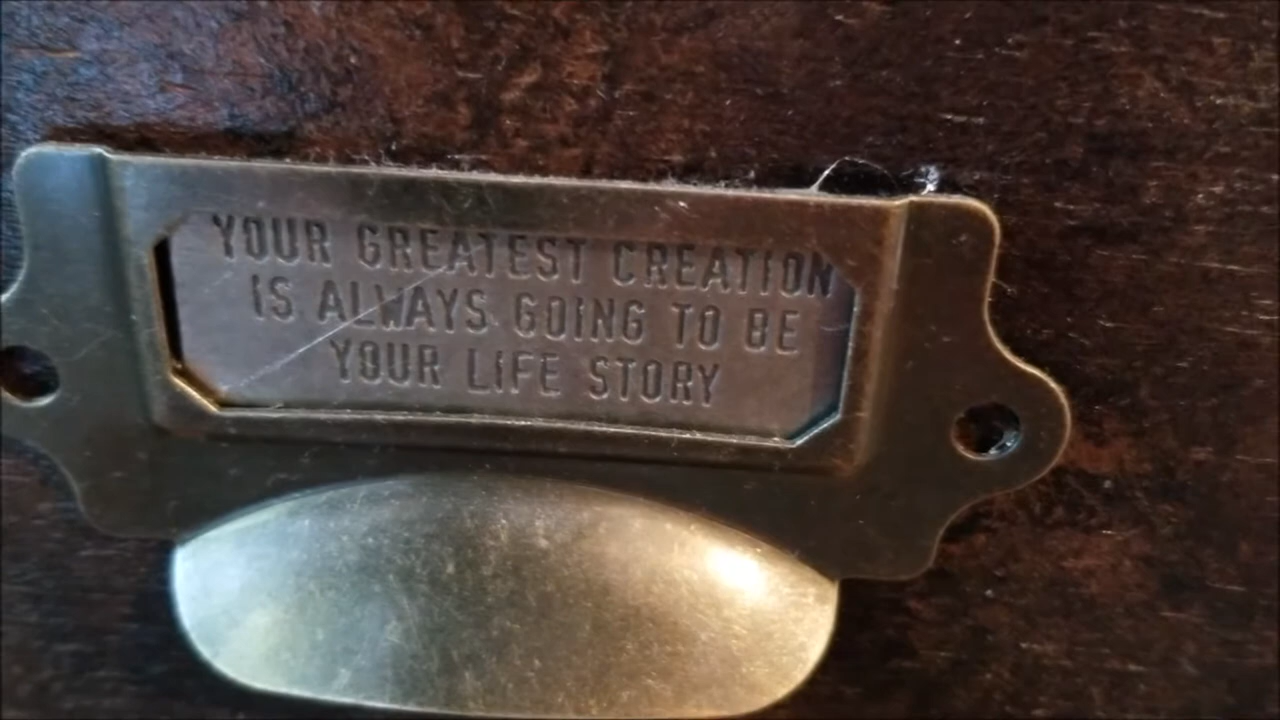 YOUR GREATEST CREATION
IS ALWAYS GOING TO BE
YOUR LIFE STORY